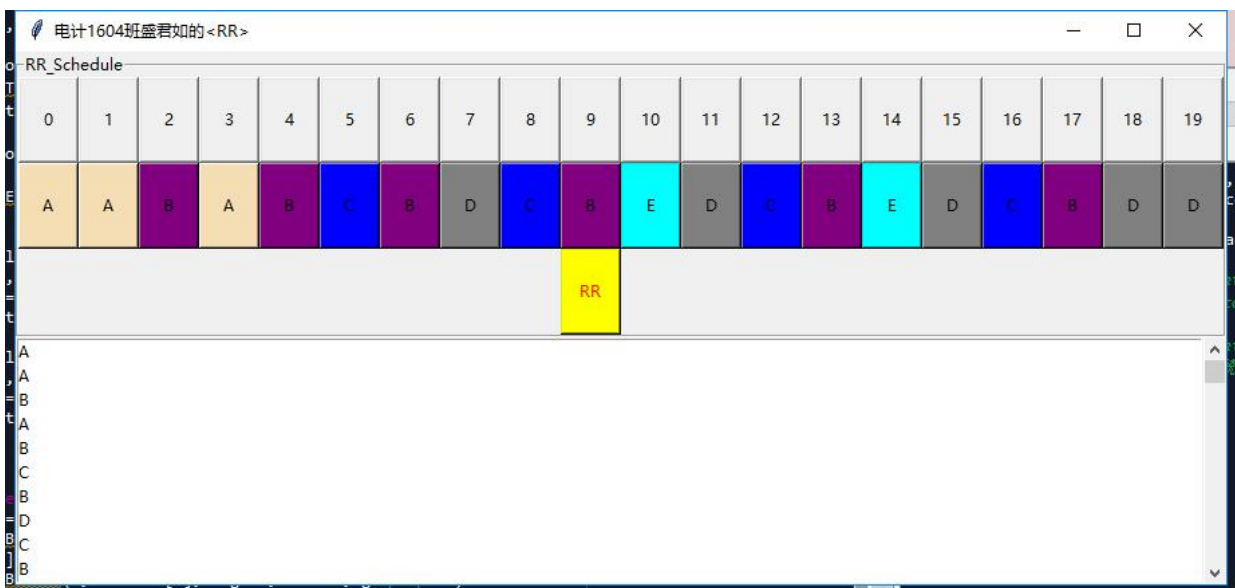 电计1604班盛君如的<RR>
RR_Schedule
0 1 2 3 4 5 6 7 8 9 10 11 12 13 14 15 16 17 18 19
A A B A B C B D C B E D C B E D C B D D
RR
A
A
B
A
B
C
B
D
C
B